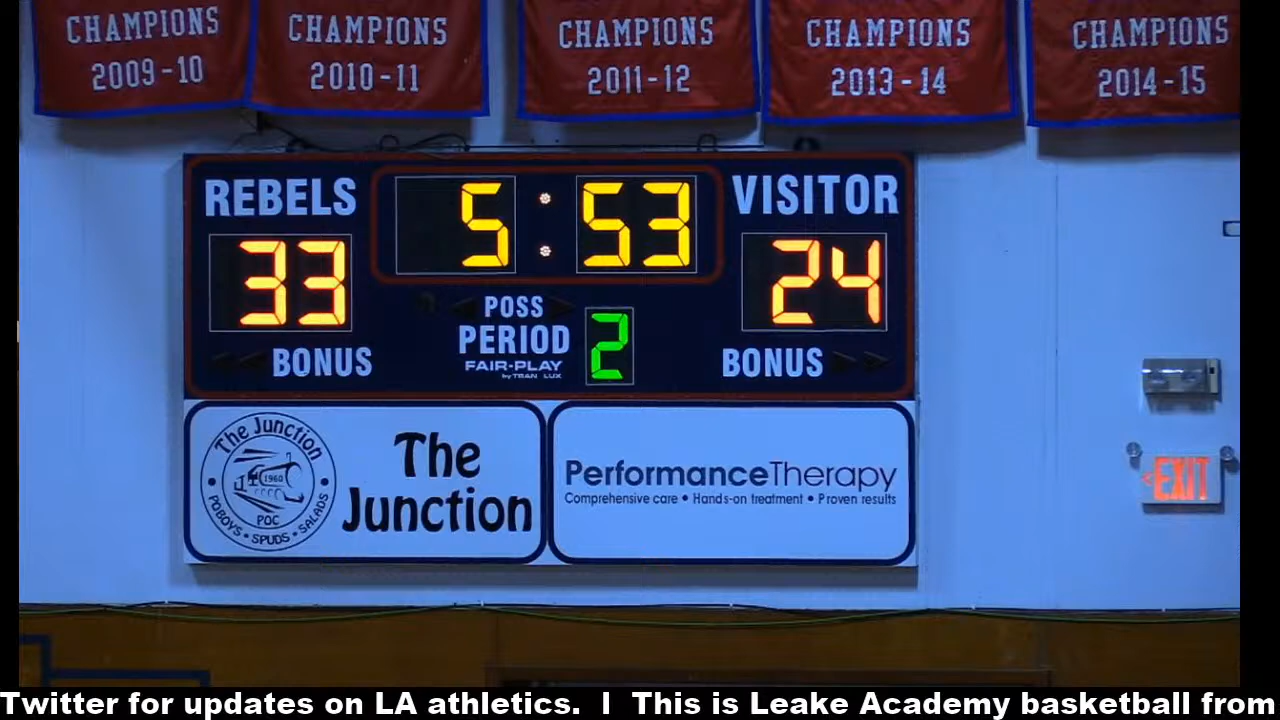 CHAMPIONS
2009-10
CHAMPIONS
2010-11
CHAMPIONS
2011-12
CHAMPIONS
2013-14
CHAMPIONS
2014-15
REBELS
5:53
VISITOR
33
24
POSS
PERIOD
2
FAIR-PLAY
by TRANS LUX
BONUS
BONUS
The Junction
1960
POC
POBOYS • SPUDS • SALADS
The
Junction
PerformanceTherapy
Comprehensive care • Hands-on treatment • Proven results
EXIT
Twitter for updates on LA athletics. I This is Leake Academy basketball from